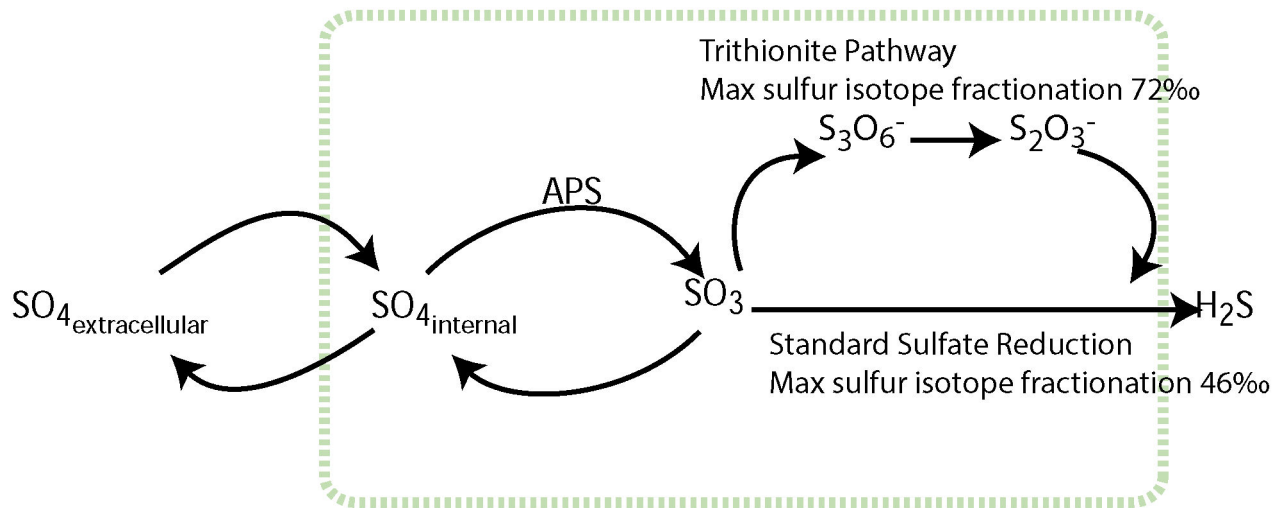 Trithionite Pathway
Max sulfur isotope fractionation 72‰
S₃O₆⁻
S₂O₃⁻
APS
SO4extracellular
SO4internal
SO₃
H₂S
Standard Sulfate Reduction
Max sulfur isotope fractionation 46‰